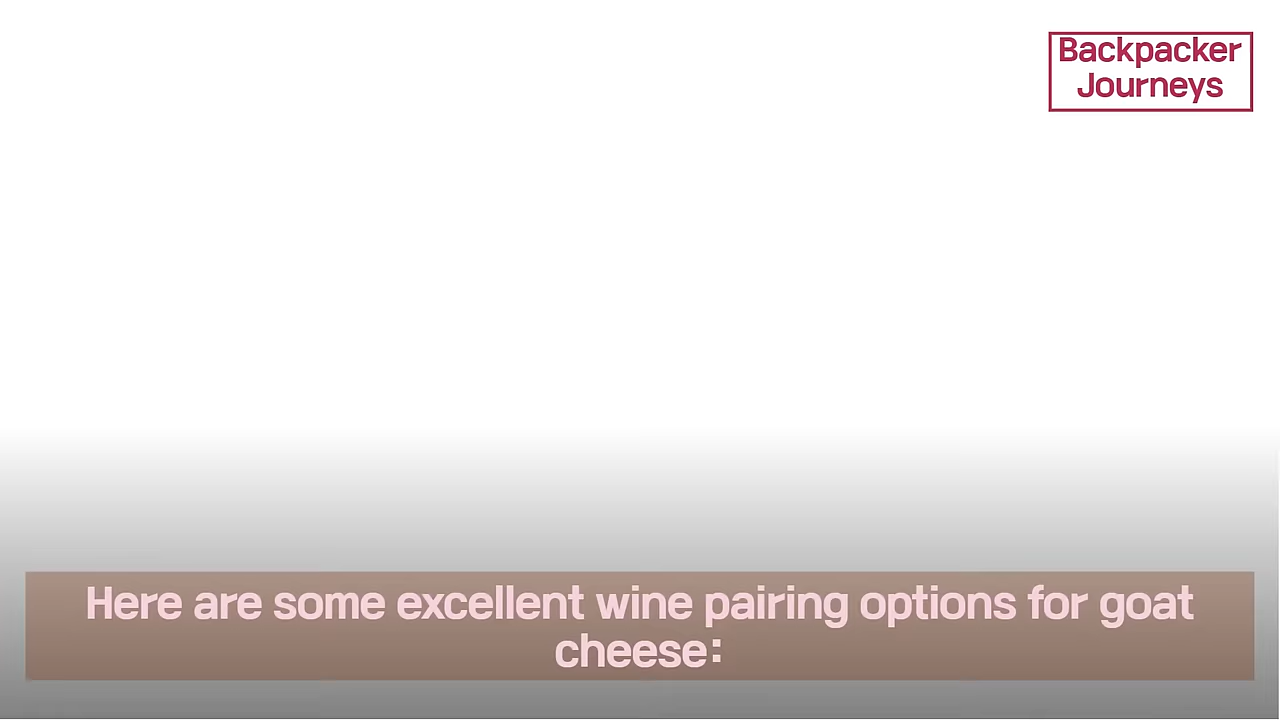 Backpacker
Journeys
Here are some excellent wine pairing options for goat
cheese: